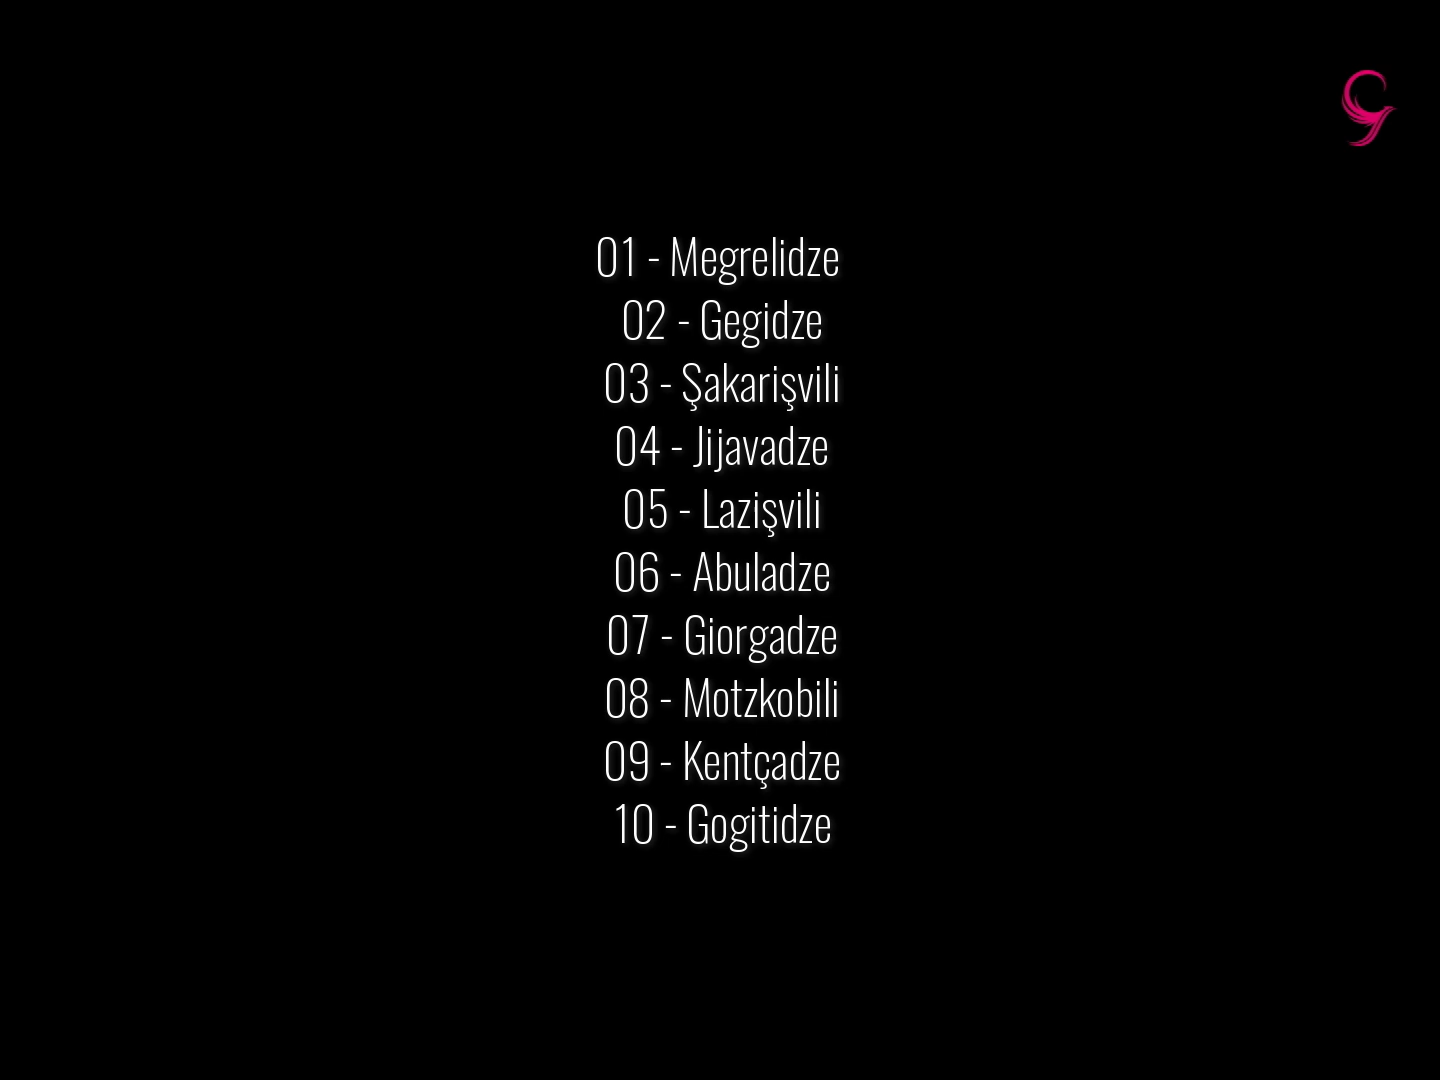 01 - Megrelidze
02 - Gegidze
03 - Şakarişvili
04 - Jijavadze
05 - Lazişvili
06 - Abuladze
07 - Giorgadze
08 - Motzkobili
09 - Kentçadze
10 - Gogitidze